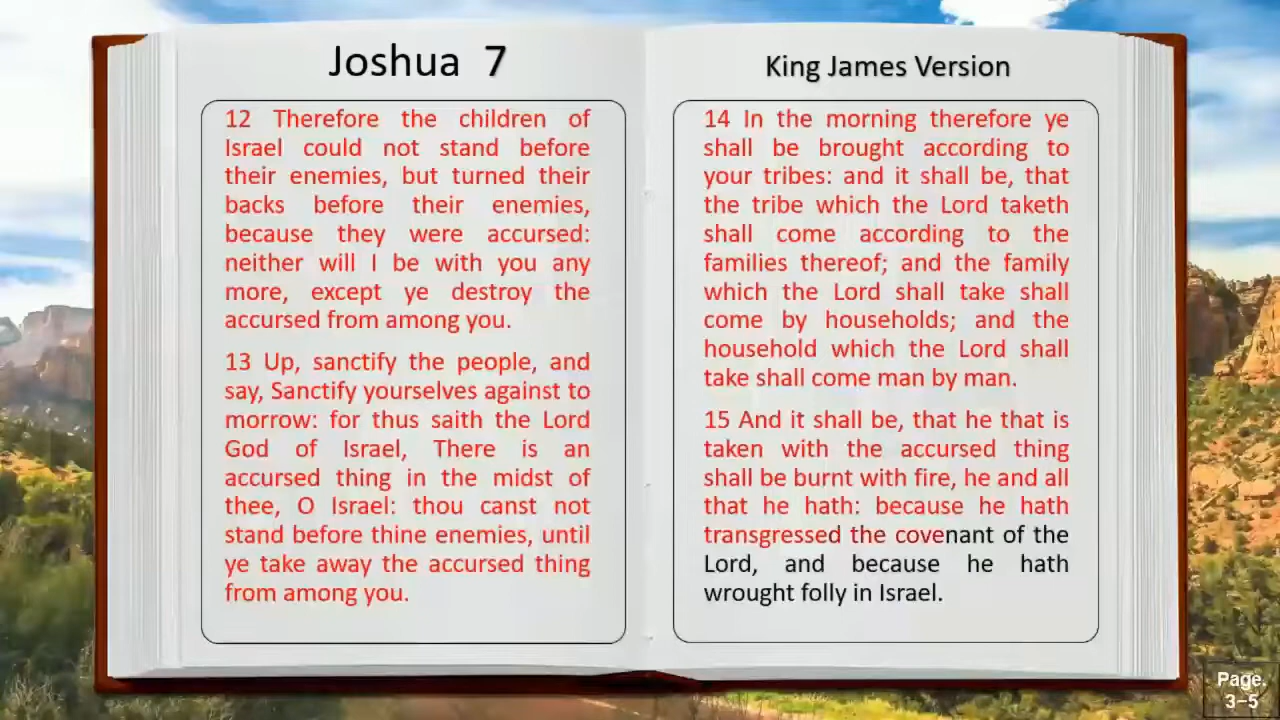 Joshua 7
12 Therefore the children of
Israel could not stand before
their enemies, but turned their
backs before their enemies,
because they were accursed:
neither will I be with you any
more, except ye destroy the
accursed from among you.
13 Up, sanctify the people, and
say, Sanctify yourselves against to
morrow: for thus saith the Lord
God of Israel, There is an
accursed thing in the midst of
thee, O Israel: thou canst not
stand before thine enemies, until
ye take away the accursed thing
from among you.
King James Version
14 In the morning therefore ye
shall be brought according to
your tribes: and it shall be, that
the tribe which the Lord taketh
shall come according to the
families thereof; and the family
which the Lord shall take shall
come by households; and the
household which the Lord shall
take shall come man by man.
15 And it shall be, that he that is
taken with the accursed thing
shall be burnt with fire, he and all
that he hath: because he hath
transgressed the covenant of the
Lord, and because he hath
wrought folly in Israel.
Page.
3-5